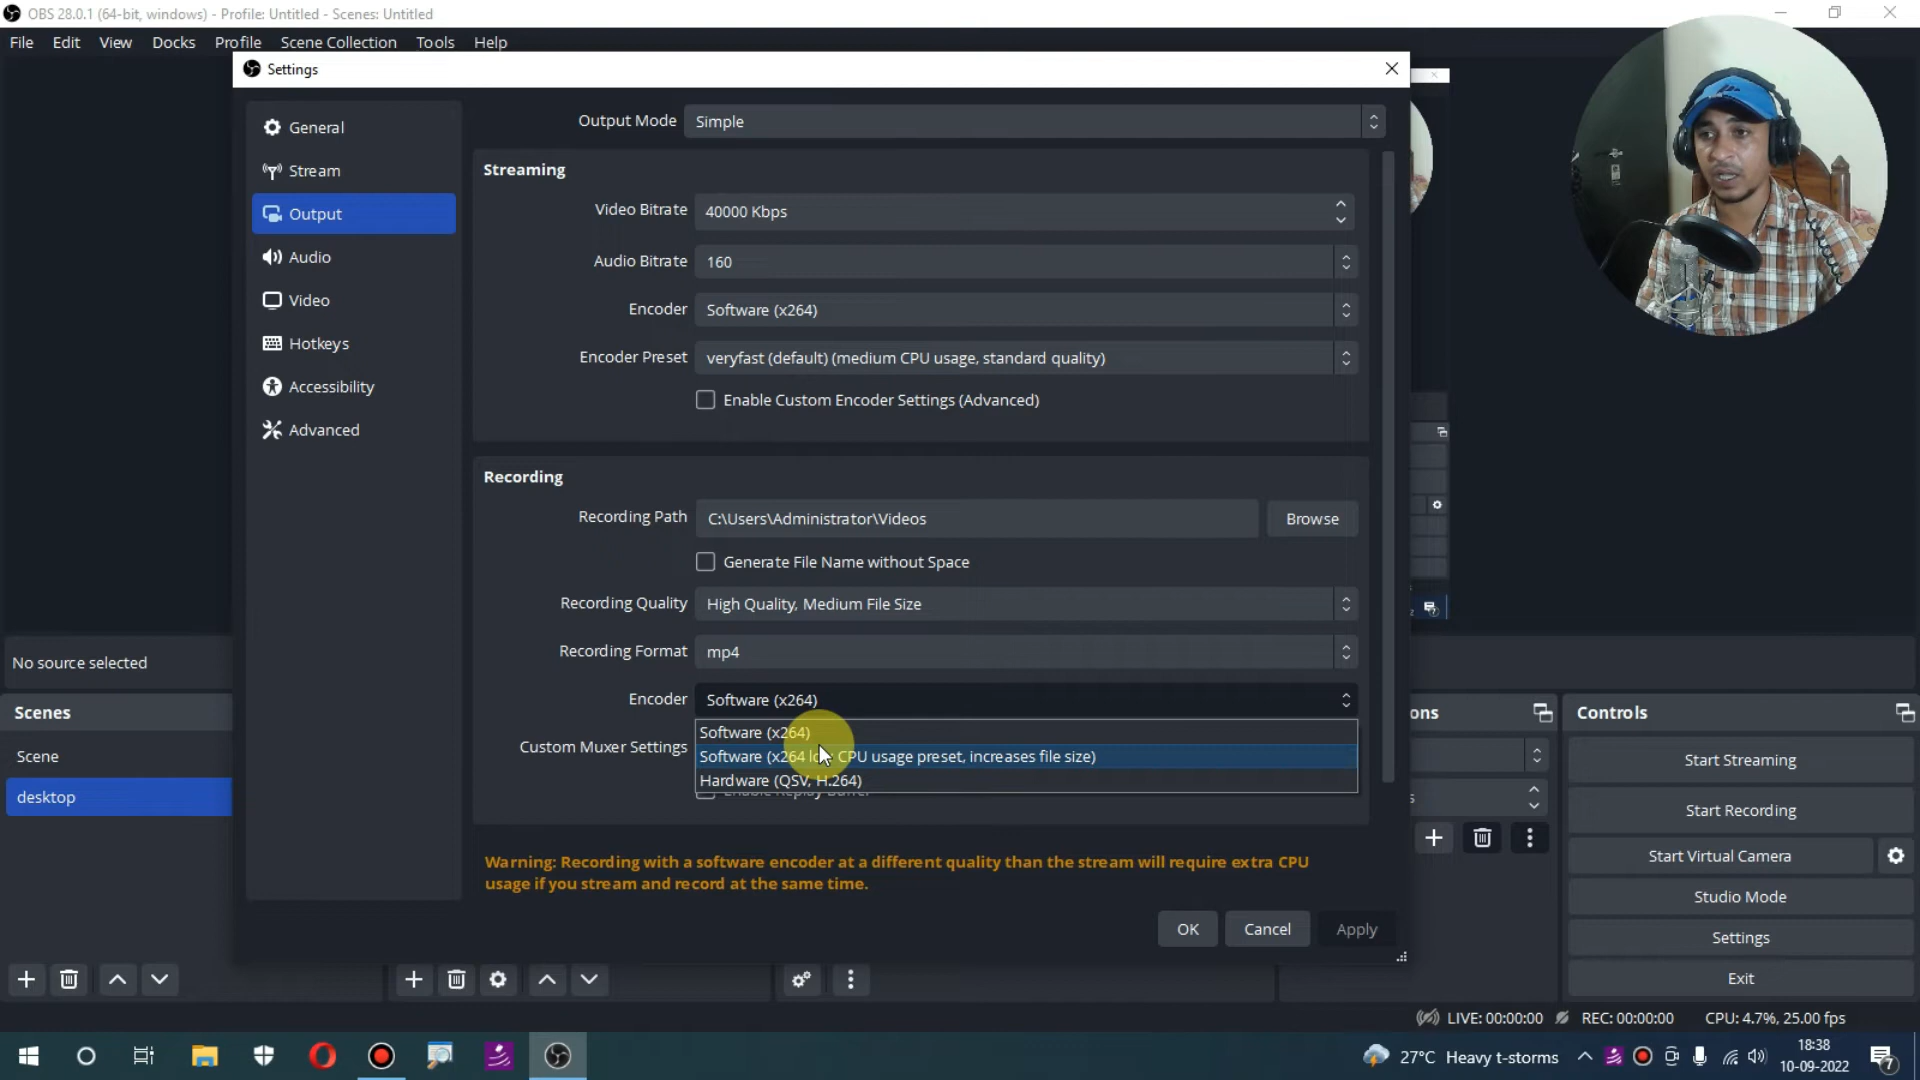 OBS 28.0.1 (64-bit, windows) - Profile: Untitled - Scenes: Untitled
File Edit View Docks Profile Scene Collection Tools Help
Settings
General
Stream
Output
Audio
Video
Hotkeys
Accessibility
Advanced
Output Mode Simple
Streaming
Video Bitrate 40000 Kbps
Audio Bitrate 160
Encoder Software (x264)
Encoder Preset veryfast (default) (medium CPU usage, standard quality)
Enable Custom Encoder Settings (Advanced)
Recording
Recording Path C:\Users\Administrator\Videos Browse
Generate File Name without Space
Recording Quality High Quality, Medium File Size
Recording Format mp4
Encoder Software (x264)
Software (x264)
Custom Muxer Settings
Software (x264 CPU usage preset, increases file size)
Hardware (QSV, H.264)
Warning: Recording with a software encoder at a different quality than the stream will require extra CPU
usage if you stream and record at the same time.
OK Cancel Apply
No source selected
Scenes
Scene
desktop
ons
s
Controls
Start Streaming
Start Recording
Start Virtual Camera
Studio Mode
Settings
Exit
LIVE: 00:00:00 REC: 00:00:00 CPU: 4.7%, 25.00 fps
27°C Heavy t-storms
18:38
10-09-2022
7